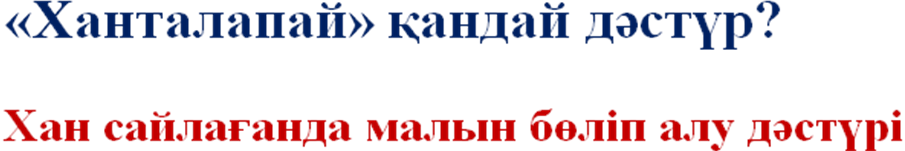 «Ханталапай» қандай дәстүр?
Хан сайлағанда малын бөліп алу дәстүрі